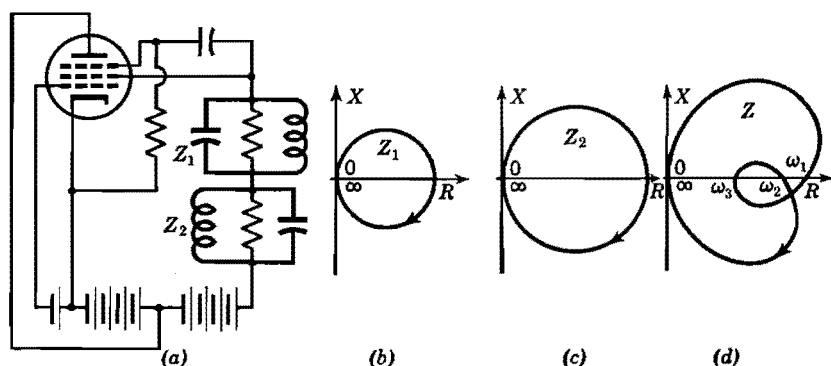 Z₁
Z₂
(a)
X
Z₁
0
∞
R
(b)
X
Z₂
0
∞
R
(c)
X
Z
0
∞
ω₁
ω₂
ω₃
R
(d)